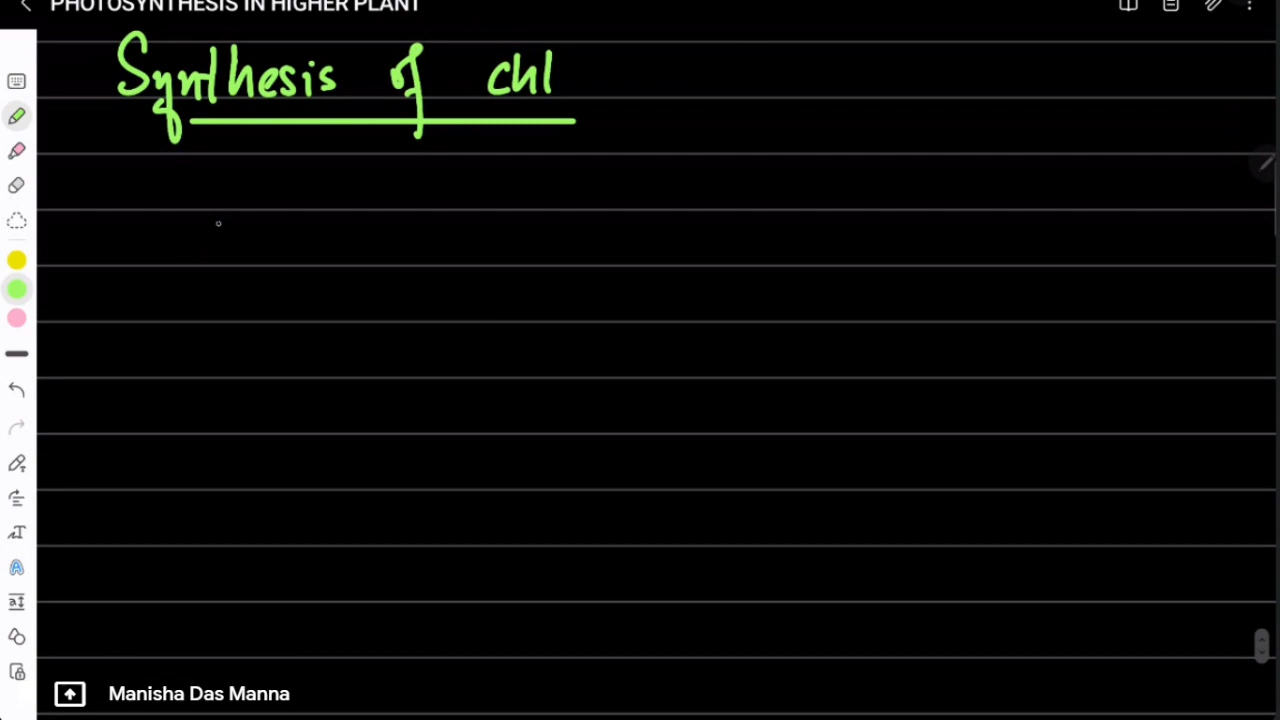 PHOTOSYNTHESIS IN HIGHER PLANT
Synthesis of chl
Manisha Das Manna